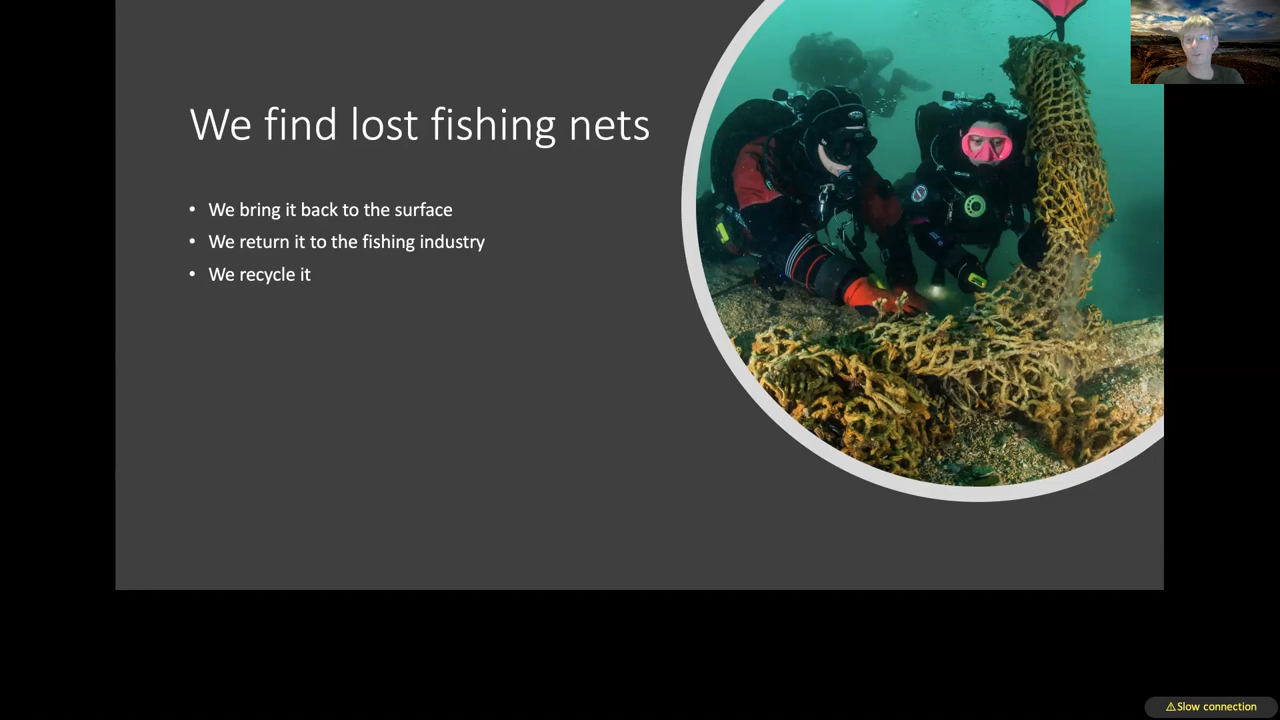 We find lost fishing nets
• We bring it back to the surface
• We return it to the fishing industry
• We recycle it
⚠Slow connection